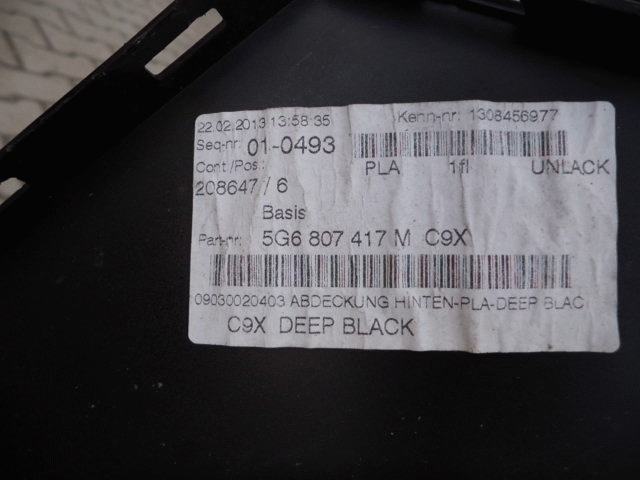 22.02.2013 13:58:35 Kenn-nr: 1308456977
Seq-nr: 01-0493
Cont/Pos.: PLA 1fl UNLACK
208647 / 6
Basis
Part-nr: 5G6 807 417 M C9X
09030020403 ABDECKUNG HINTEN-PLA-DEEP BLAC
C9X DEEP BLACK